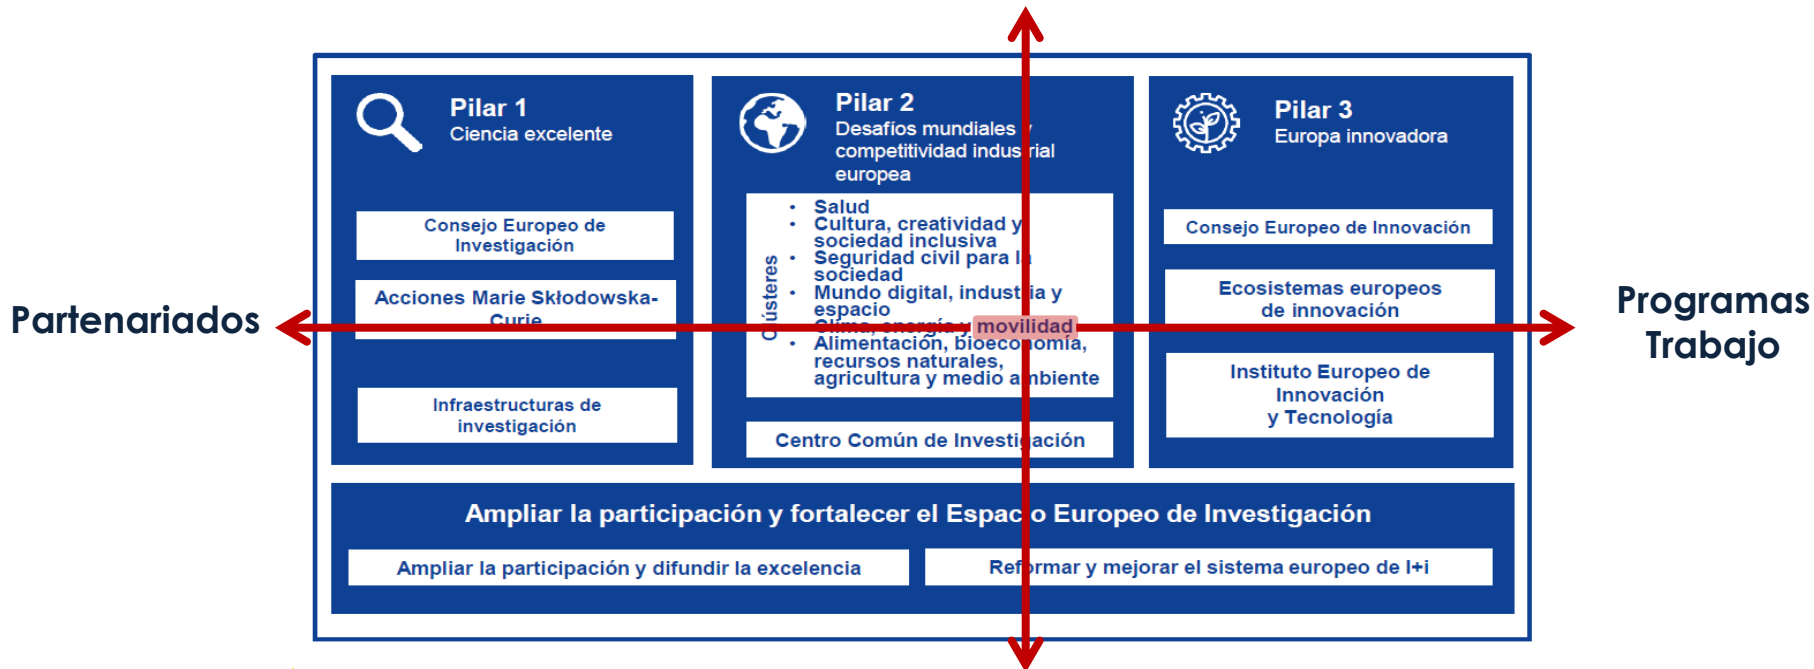 Partenariados
Pilar 1
Ciencia excelente
Consejo Europeo de
Investigación
Acciones Marie Skłodowska-
Curie
Infraestructuras de
investigación
Pilar 2
Desafíos mundiales y
competitividad industrial
europea
Clústeres
• Salud
• Cultura, creatividad y
sociedad inclusiva
• Seguridad civil para la
sociedad
• Mundo digital, industria y
espacio
• Clima, energía y movilidad
• Alimentación, bioeconomía,
recursos naturales,
agricultura y medio ambiente
Centro Común de Investigación
Pilar 3
Europa innovadora
Consejo Europeo de Innovación
Ecosistemas europeos
de innovación
Instituto Europeo de
Innovación
y Tecnología
Ampliar la participación y fortalecer el Espacio Europeo de Investigación
Ampliar la participación y difundir la excelencia
Reformar y mejorar el sistema europeo de I+i
Programas
Trabajo